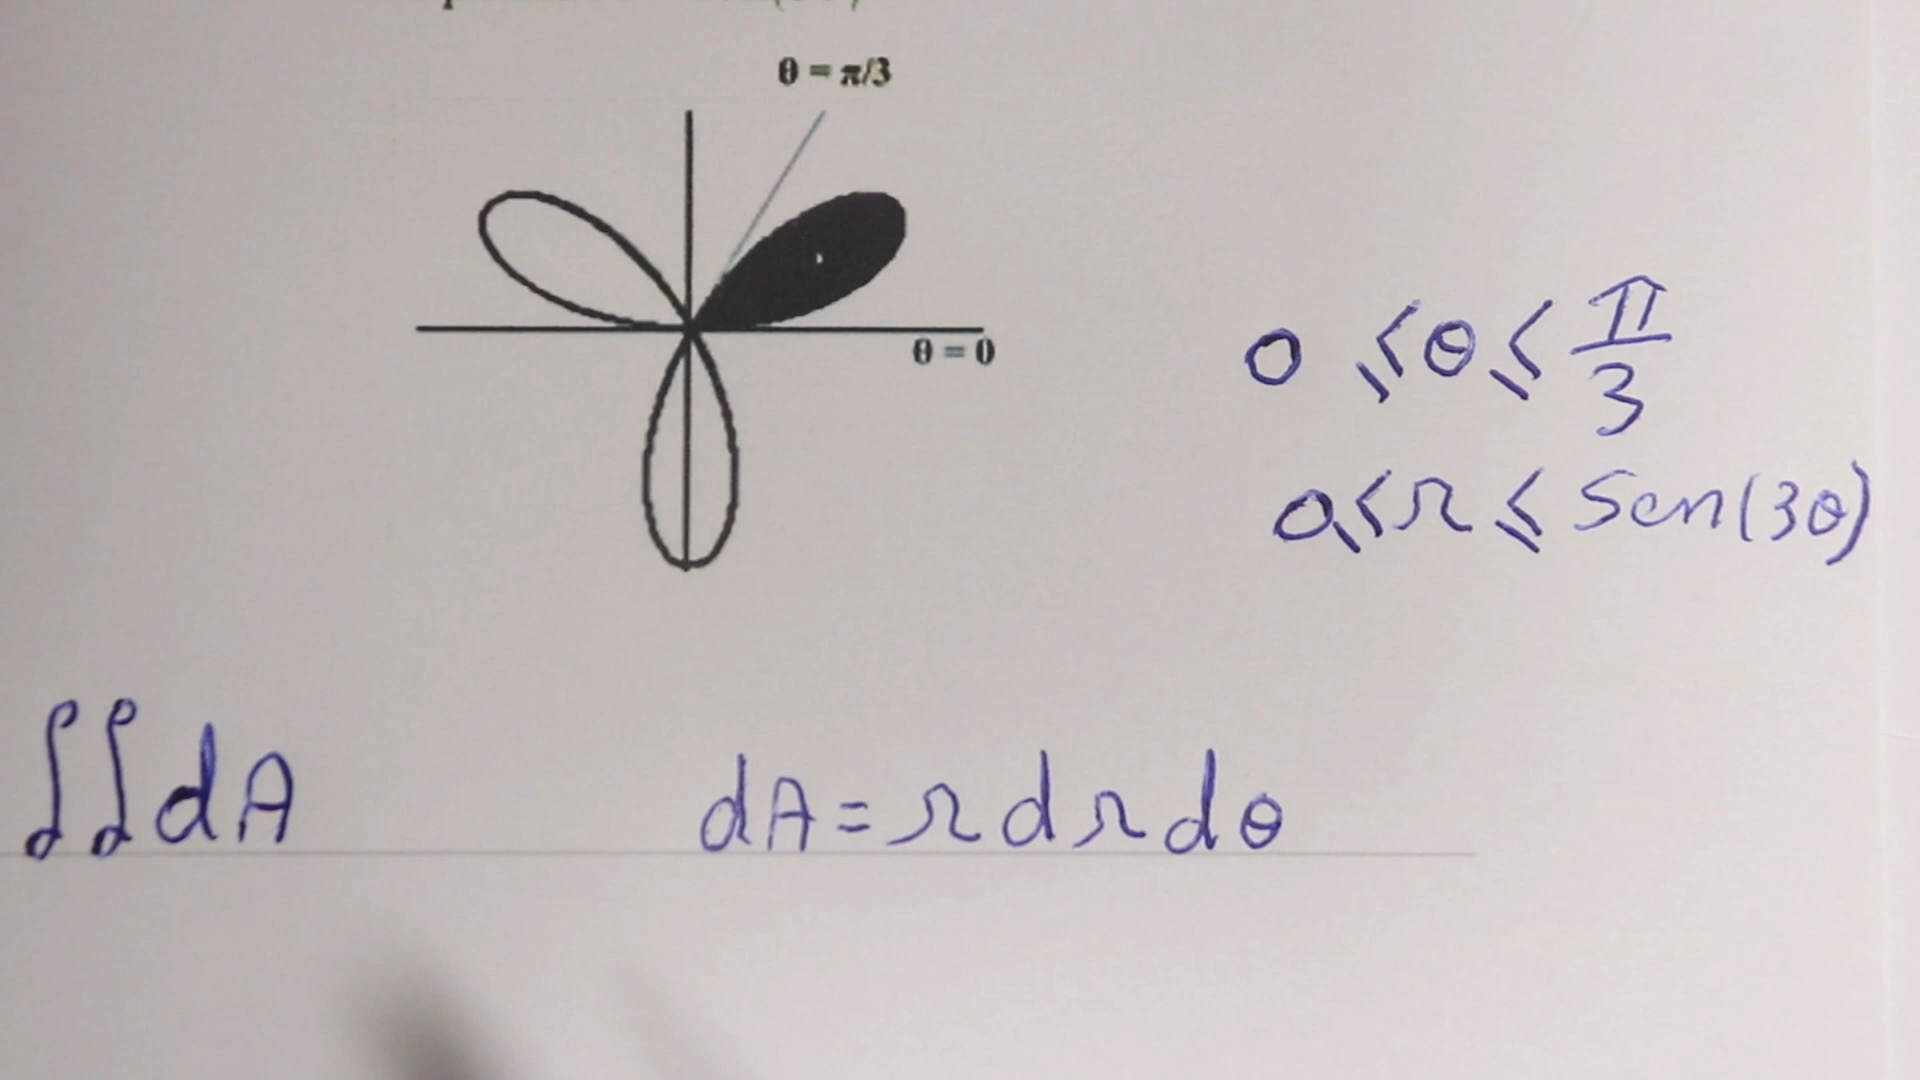 θ = π/3
θ = 0
0 ≤ θ ≤ π/3
0 ≤ r ≤ Sen(3θ)
∫∫ dA
dA = r dr dθ